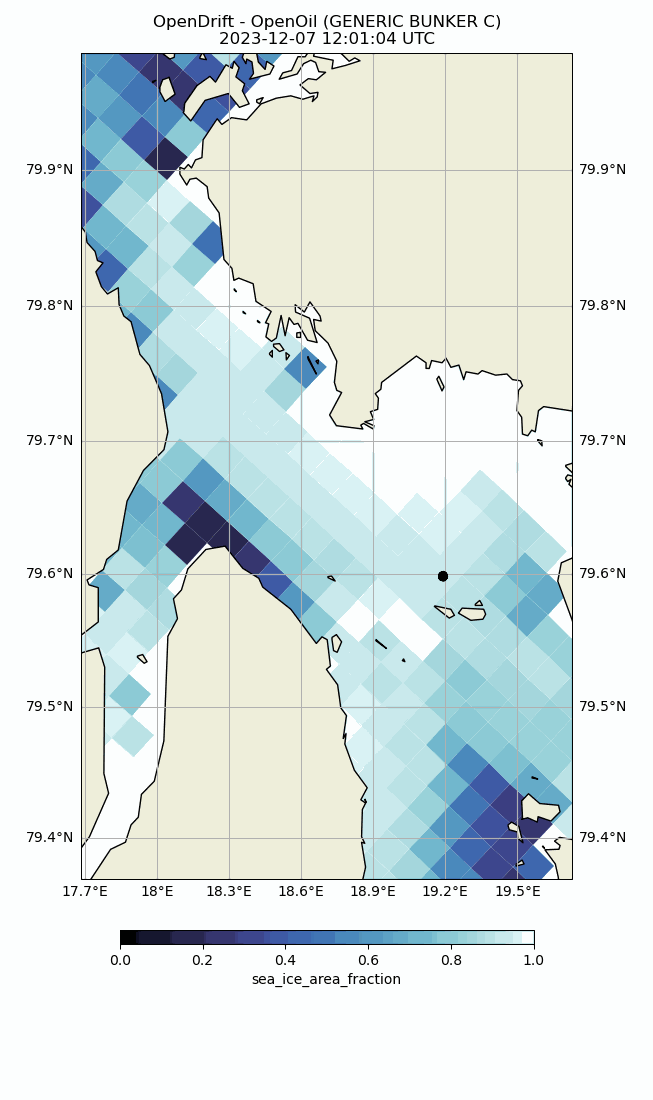 OpenDrift - OpenOil (GENERIC BUNKER C)
2023-12-07 12:01:04 UTC
79.9°N 79.9°N
79.8°N 79.8°N
79.7°N 79.7°N
79.6°N 79.6°N
79.5°N 79.5°N
79.4°N 79.4°N
17.7°E 18°E 18.3°E 18.6°E 18.9°E 19.2°E 19.5°E
0.0 0.2 0.4 0.6 0.8 1.0
sea_ice_area_fraction